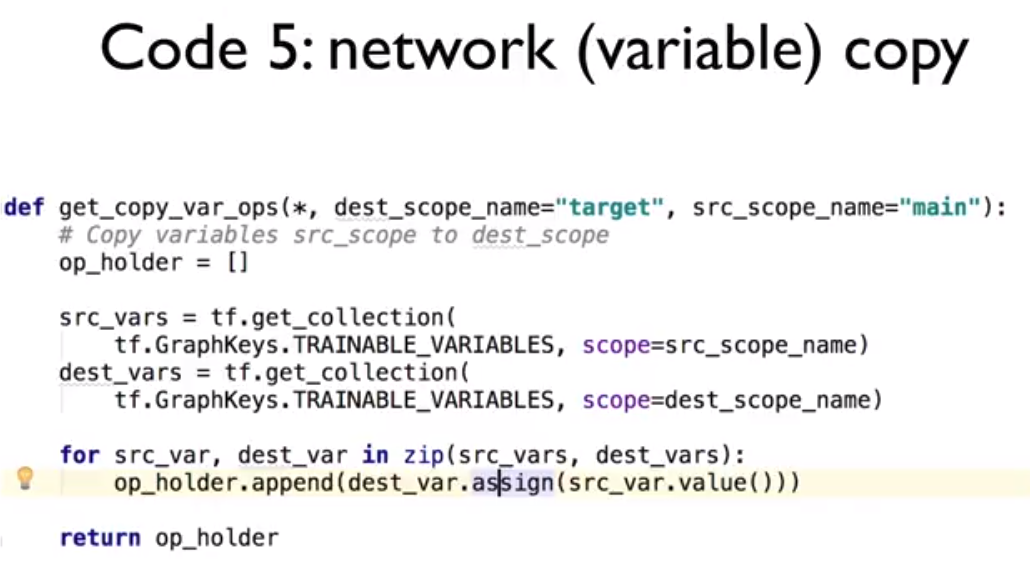 Code 5: network (variable) copy
def get_copy_var_ops(*, dest_scope_name="target", src_scope_name="main"):
    # Copy variables src_scope to dest_scope
    op_holder = []
    src_vars = tf.get_collection(
        tf.GraphKeys.TRAINABLE_VARIABLES, scope=src_scope_name)
    dest_vars = tf.get_collection(
        tf.GraphKeys.TRAINABLE_VARIABLES, scope=dest_scope_name)
    for src_var, dest_var in zip(src_vars, dest_vars):
        op_holder.append(dest_var.assign(src_var.value()))
    return op_holder